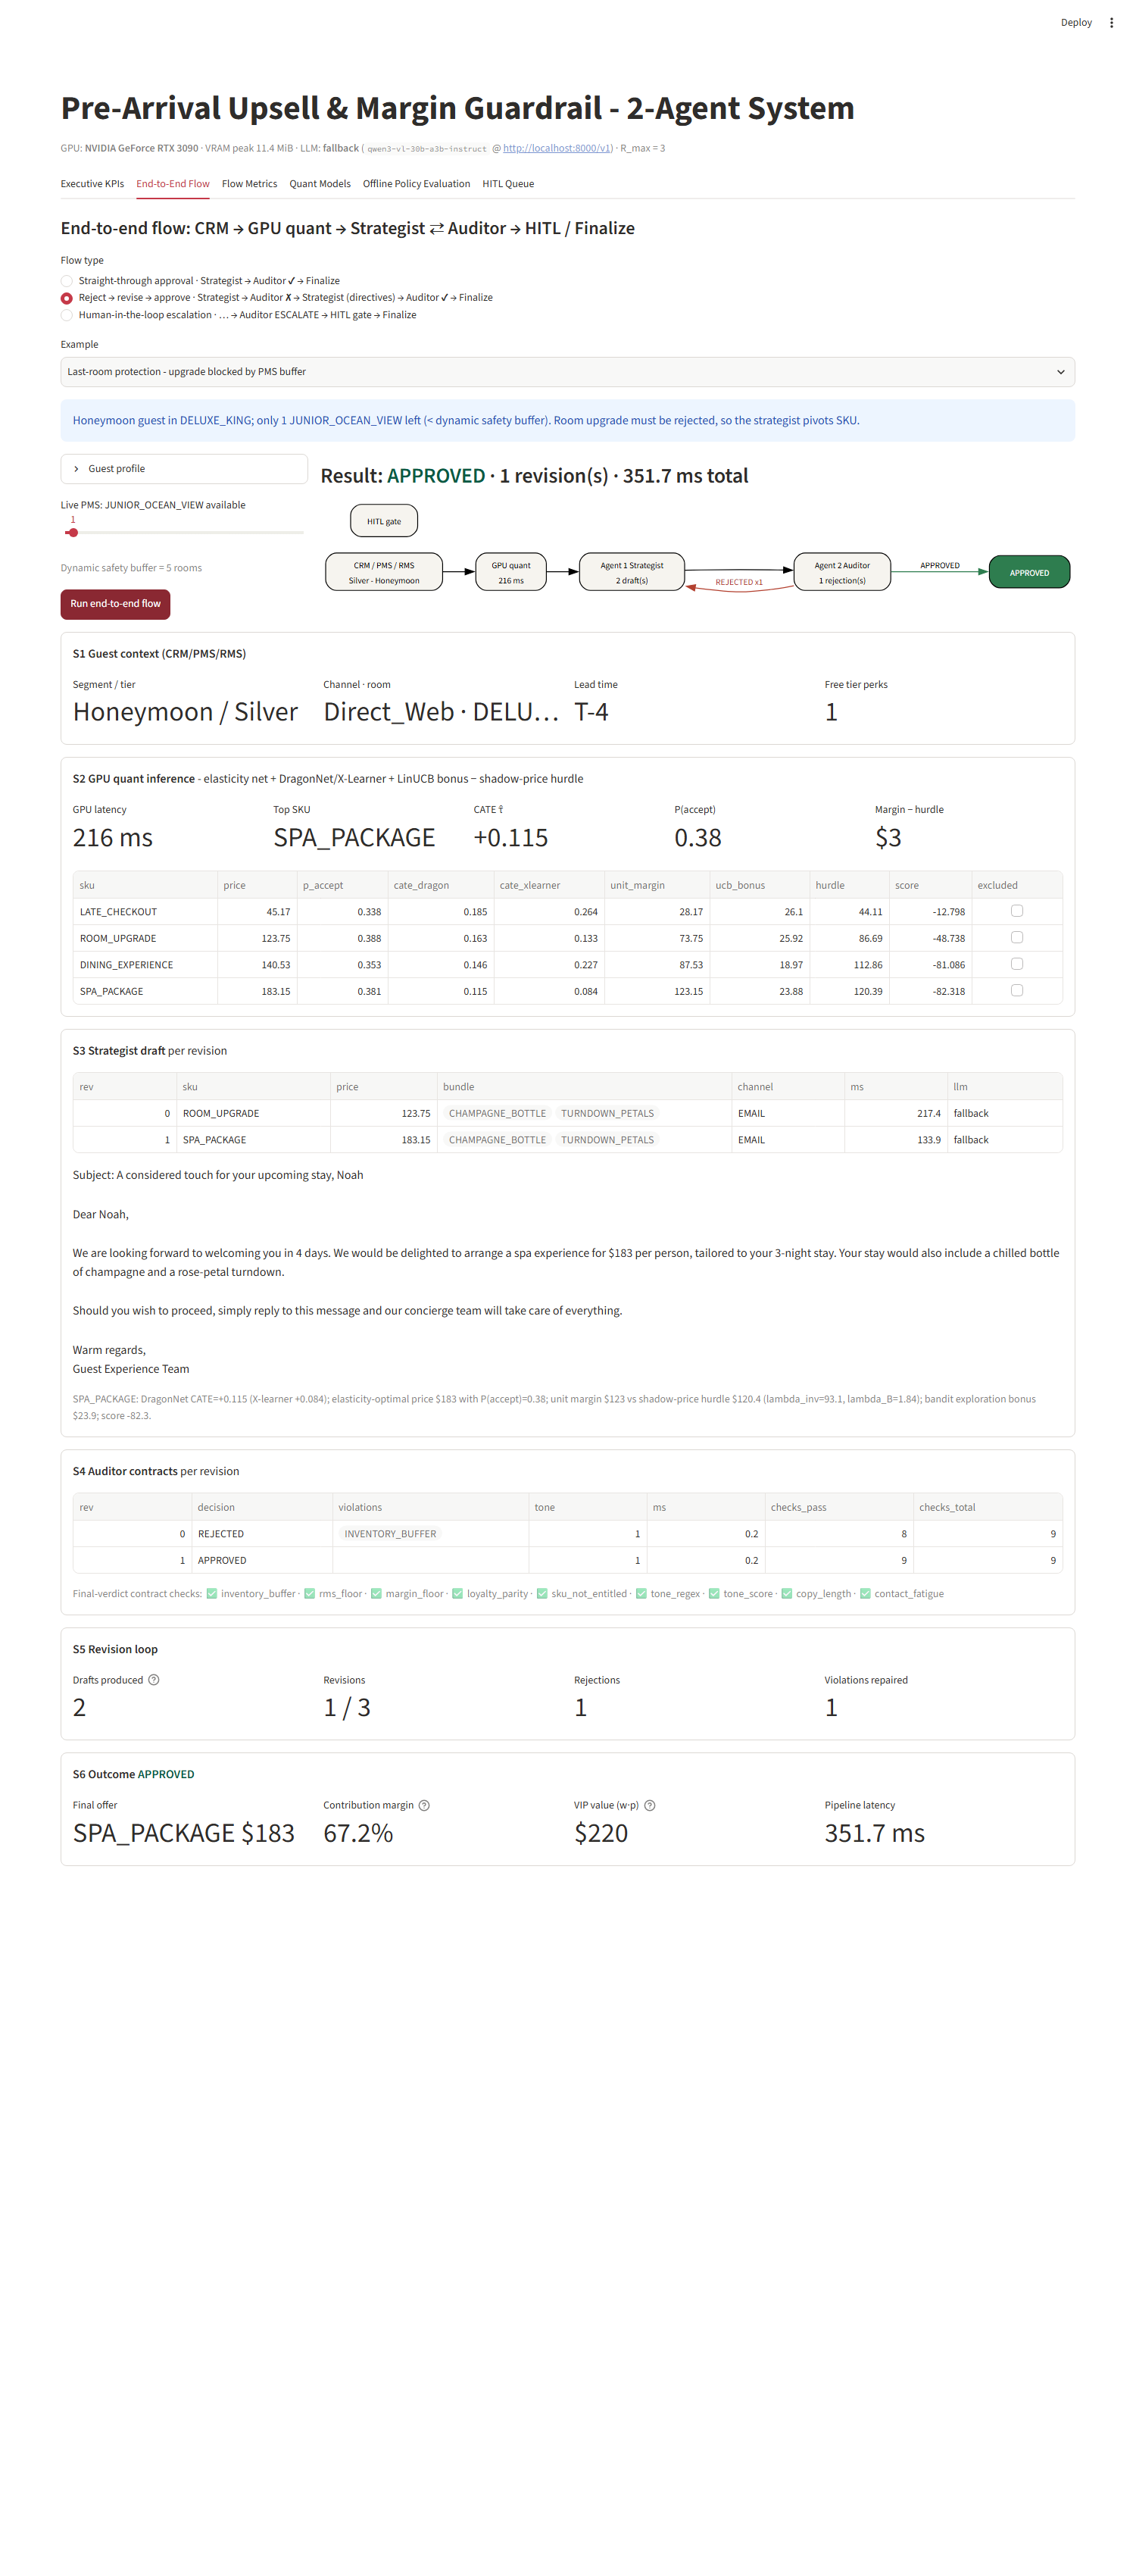 Deploy
Pre-Arrival Upsell & Margin Guardrail - 2-Agent System
GPU: NVIDIA GeForce RTX 3090 · VRAM peak 11.4 MiB · LLM: fallback ( qwen3-vl-30b-a3b-instruct @ http://localhost:8000/v1) · R_max = 3
Executive KPIs End-to-End Flow Flow Metrics Quant Models Offline Policy Evaluation HITL Queue
End-to-end flow: CRM → GPU quant → Strategist ⇄ Auditor → HITL / Finalize
Flow type
Straight-through approval · Strategist → Auditor ✓ → Finalize
Reject → revise → approve · Strategist → Auditor ✗ → Strategist (directives) → Auditor ✓ → Finalize
Human-in-the-loop escalation · … → Auditor ESCALATE → HITL gate → Finalize
Example
Last-room protection - upgrade blocked by PMS buffer
Honeymoon guest in DELUXE_KING; only 1 JUNIOR_OCEAN_VIEW left (< dynamic safety buffer). Room upgrade must be rejected, so the strategist pivots SKU.
Guest profile
Live PMS: JUNIOR_OCEAN_VIEW available
1
Dynamic safety buffer = 5 rooms
Run end-to-end flow
Result: APPROVED · 1 revision(s) · 351.7 ms total
HITL gate
CRM / PMS / RMS
Silver - Honeymoon
GPU quant
216 ms
Agent 1 Strategist
2 draft(s)
REJECTED x1
Agent 2 Auditor
1 rejection(s)
APPROVED
APPROVED
S1 Guest context (CRM/PMS/RMS)
Segment / tier Channel · room Lead time Free tier perks
Honeymoon / Silver Direct_Web · DELU… T-4 1
S2 GPU quant inference - elasticity net + DragonNet/X-Learner + LinUCB bonus − shadow-price hurdle
GPU latency Top SKU CATE τ̂ P(accept) Margin − hurdle
216 ms SPA_PACKAGE +0.115 0.38 $3
sku price p_accept cate_dragon cate_xlearner unit_margin ucb_bonus hurdle score excluded
LATE_CHECKOUT 45.17 0.338 0.185 0.264 28.17 26.1 44.11 -12.798
ROOM_UPGRADE 123.75 0.388 0.163 0.133 73.75 25.92 86.69 -48.738
DINING_EXPERIENCE 140.53 0.353 0.146 0.227 87.53 18.97 112.86 -81.086
SPA_PACKAGE 183.15 0.381 0.115 0.084 123.15 23.88 120.39 -82.318
S3 Strategist draft per revision
rev sku price bundle channel ms llm
0 ROOM_UPGRADE 123.75 CHAMPAGNE_BOTTLE TURNDOWN_PETALS EMAIL 217.4 fallback
1 SPA_PACKAGE 183.15 CHAMPAGNE_BOTTLE TURNDOWN_PETALS EMAIL 133.9 fallback
Subject: A considered touch for your upcoming stay, Noah
Dear Noah,
We are looking forward to welcoming you in 4 days. We would be delighted to arrange a spa experience for $183 per person, tailored to your 3-night stay. Your stay would also include a chilled bottle
of champagne and a rose-petal turndown.
Should you wish to proceed, simply reply to this message and our concierge team will take care of everything.
Warm regards,
Guest Experience Team
SPA_PACKAGE: DragonNet CATE=+0.115 (X-learner +0.084); elasticity-optimal price $183 with P(accept)=0.38; unit margin $123 vs shadow-price hurdle $120.4 (lambda_inv=93.1, lambda_B=1.84); bandit exploration bonus
$23.9; score -82.3.
S4 Auditor contracts per revision
rev decision violations tone ms checks_pass checks_total
0 REJECTED INVENTORY_BUFFER 1 0.2 8 9
1 APPROVED 1 0.2 9 9
Final-verdict contract checks: ✅ inventory_buffer · ✅ rms_floor · ✅ margin_floor · ✅ loyalty_parity · ✅ sku_not_entitled · ✅ tone_regex · ✅ tone_score · ✅ copy_length · ✅ contact_fatigue
S5 Revision loop
Drafts produced Revisions Rejections Violations repaired
2 1 / 3 1 1
S6 Outcome APPROVED
Final offer Contribution margin VIP value (w·p) Pipeline latency
SPA_PACKAGE $183 67.2% $220 351.7 ms